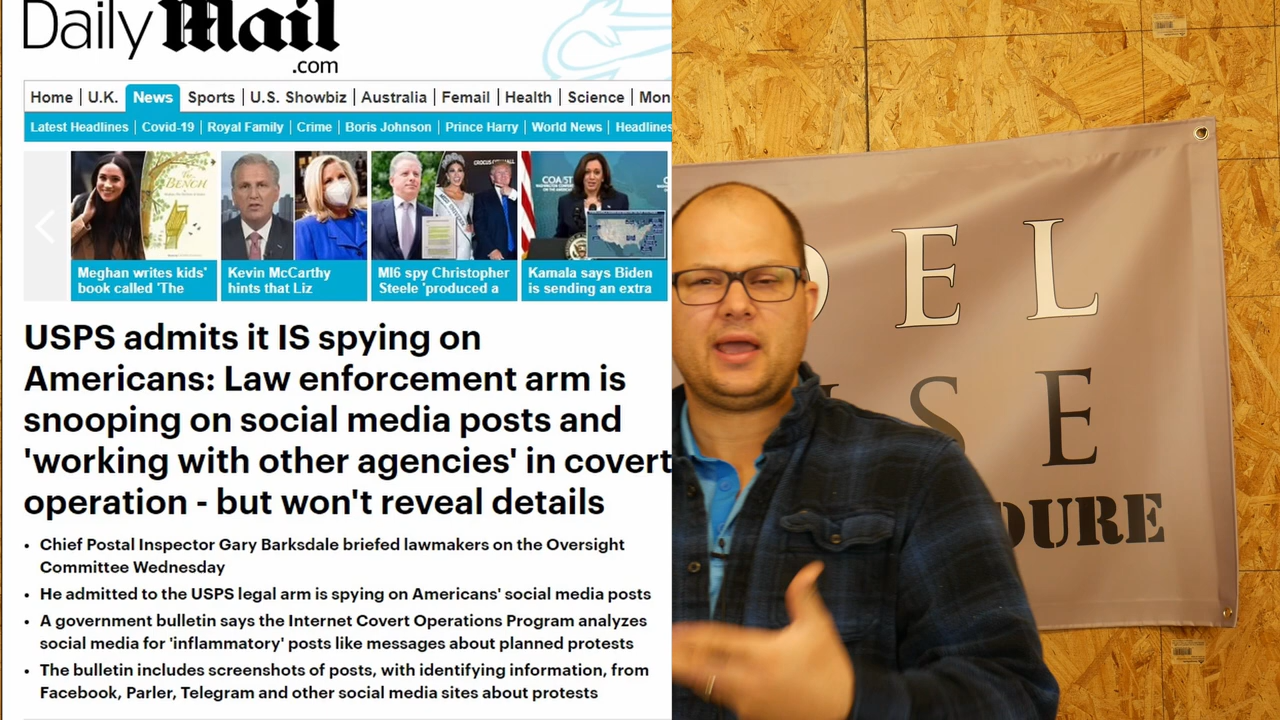 Daily Mail
.com
Home | U.K. News Sports | U.S. Showbiz | Australia | Femail | Health | Science | Mon
Latest Headlines | Covid-19 | Royal Family | Crime | Boris Johnson | Prince Harry | World News | Headlines
The
BENCH
CROCUS CITY HALL
COAST
Meghan writes kids'
book called 'The
Kevin McCarthy
hints that Liz
MI6 spy Christopher
Steele 'produced a
Kamala says Biden
is sending an extra
USPS admits it IS spying on
Americans: Law enforcement arm is
snooping on social media posts and
'working with other agencies' in covert
operation - but won't reveal details
• Chief Postal Inspector Gary Barksdale briefed lawmakers on the Oversight
Committee Wednesday
• He admitted to the USPS legal arm is spying on Americans' social media posts
• A government bulletin says the Internet Covert Operations Program analyzes
social media for 'inflammatory' posts like messages about planned protests
• The bulletin includes screenshots of posts, with identifying information, from
Facebook, Parler, Telegram and other social media sites about protests
DEL
SE
DURE